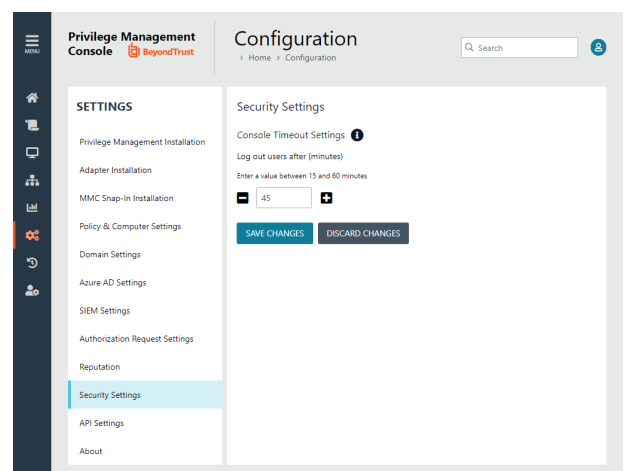 MENU
Privilege Management
Console BeyondTrust
Configuration
> Home > Configuration
Search
SETTINGS
Privilege Management Installation
Adapter Installation
MMC Snap-In Installation
Policy & Computer Settings
Domain Settings
Azure AD Settings
SIEM Settings
Authorization Request Settings
Reputation
Security Settings
API Settings
About
Security Settings
Console Timeout Settings
Log out users after (minutes)
Enter a value between 15 and 60 minutes
45
SAVE CHANGES DISCARD CHANGES